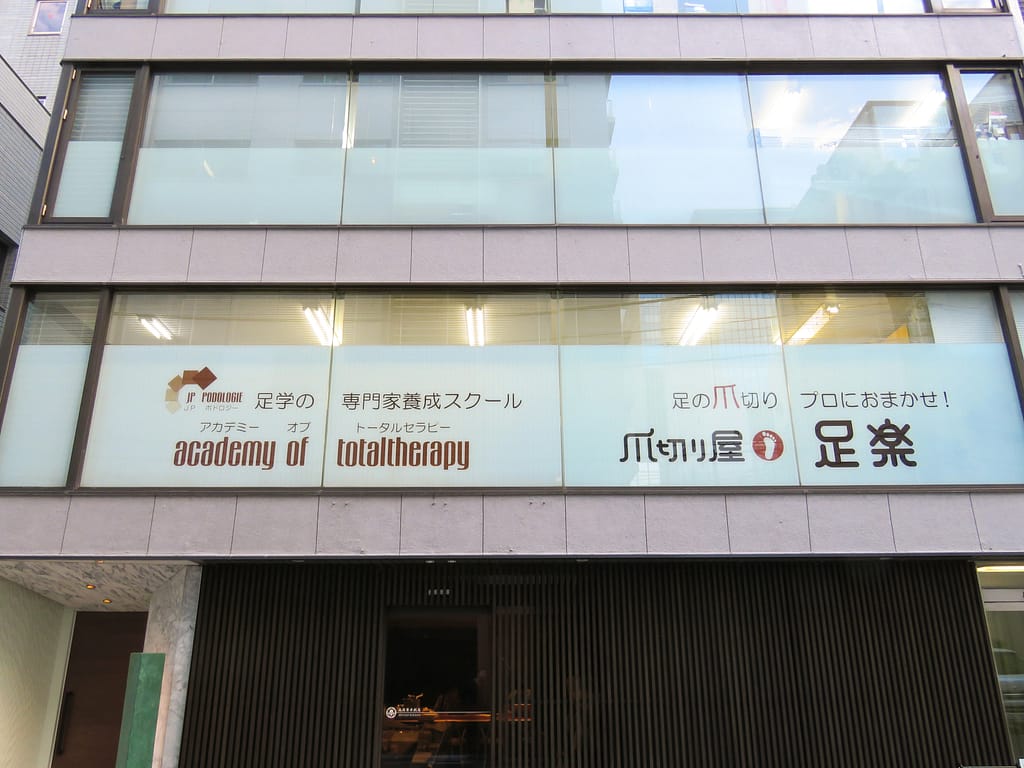 JP PODOLOGIE
JP ポドロジー
足学の 専門家養成スクール
アカデミー オブ トータルセラピー
academy of totaltherapy
足の爪切り プロにおまかせ!
爪切り屋 足楽